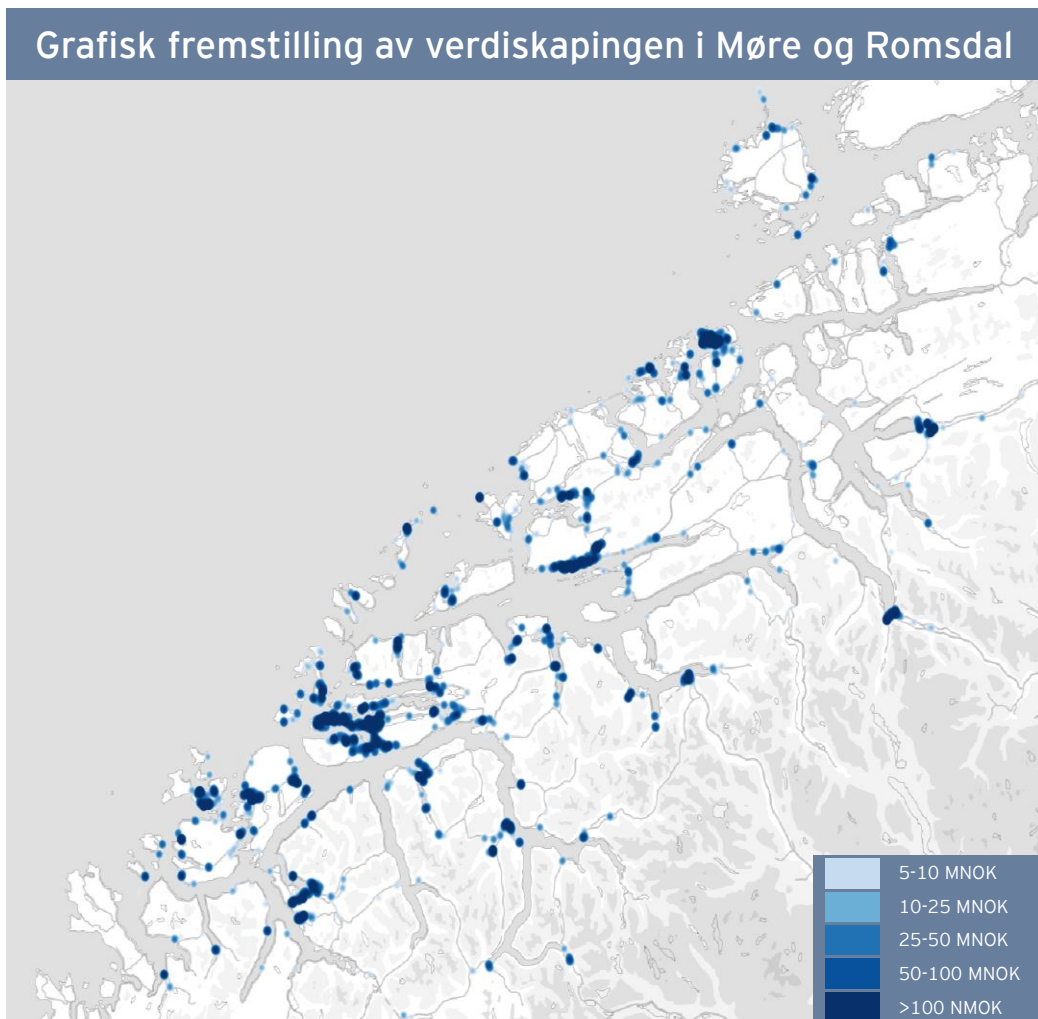 Grafisk fremstilling av verdiskapingen i Møre og Romsdal
5-10 MNOK
10-25 MNOK
25-50 MNOK
50-100 MNOK
>100 NMOK